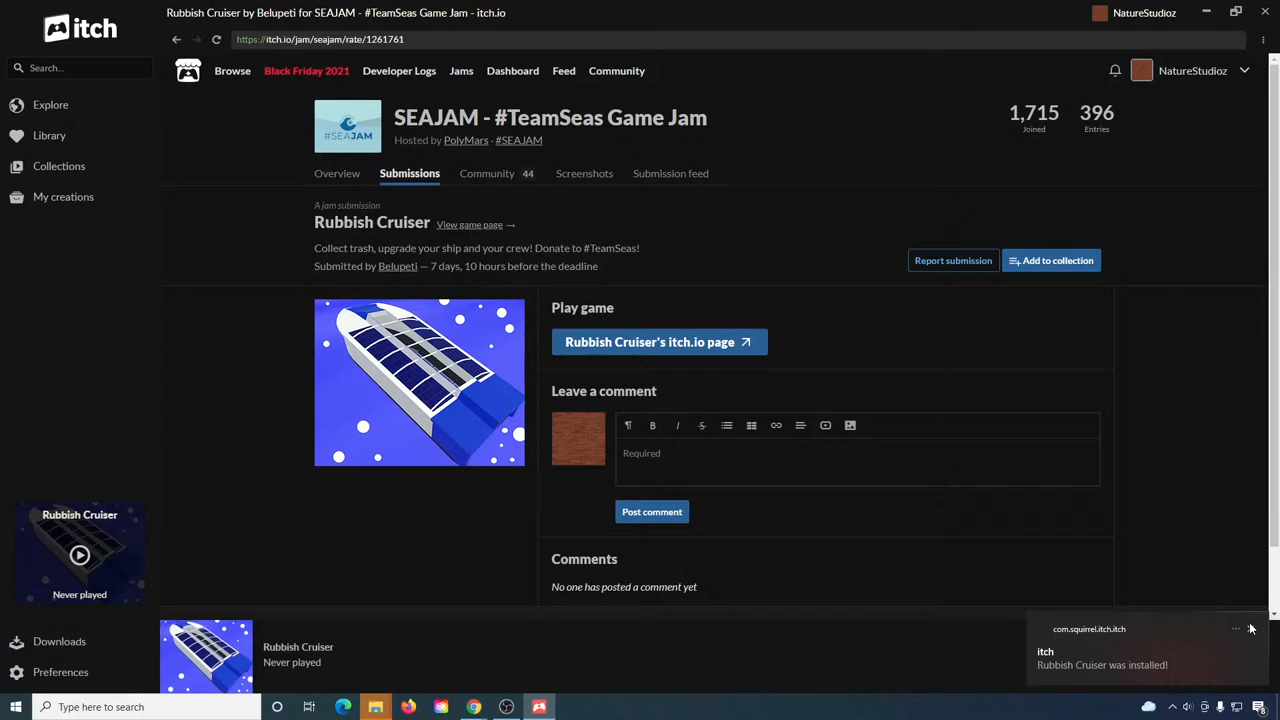 itch
Rubbish Cruiser by Belupeti for SEAJAM - #TeamSeas Game Jam - itch.io
NatureStudioz
Search...
https://itch.io/jam/seajam/rate/1261761
Browse
Black Friday 2021
Developer Logs
Jams
Dashboard
Feed
Community
NatureStudioz
Explore
Library
Collections
My creations
#SEAJAM
SEAJAM - #TeamSeas Game Jam
Hosted by PolyMars · #SEAJAM
1,715
Joined
396
Entries
Overview
Submissions
Community 44
Screenshots
Submission feed
A jam submission
Rubbish Cruiser View game page →
Collect trash, upgrade your ship and your crew! Donate to #TeamSeas!
Submitted by Belupeti — 7 days, 10 hours before the deadline
Report submission
Add to collection
Play game
Rubbish Cruiser's itch.io page
Leave a comment
Required
Post comment
Comments
No one has posted a comment yet
Rubbish Cruiser
Never played
Downloads
Preferences
Rubbish Cruiser
Never played
com.squirrel.itch.itch
itch
Rubbish Cruiser was installed!
Type here to search